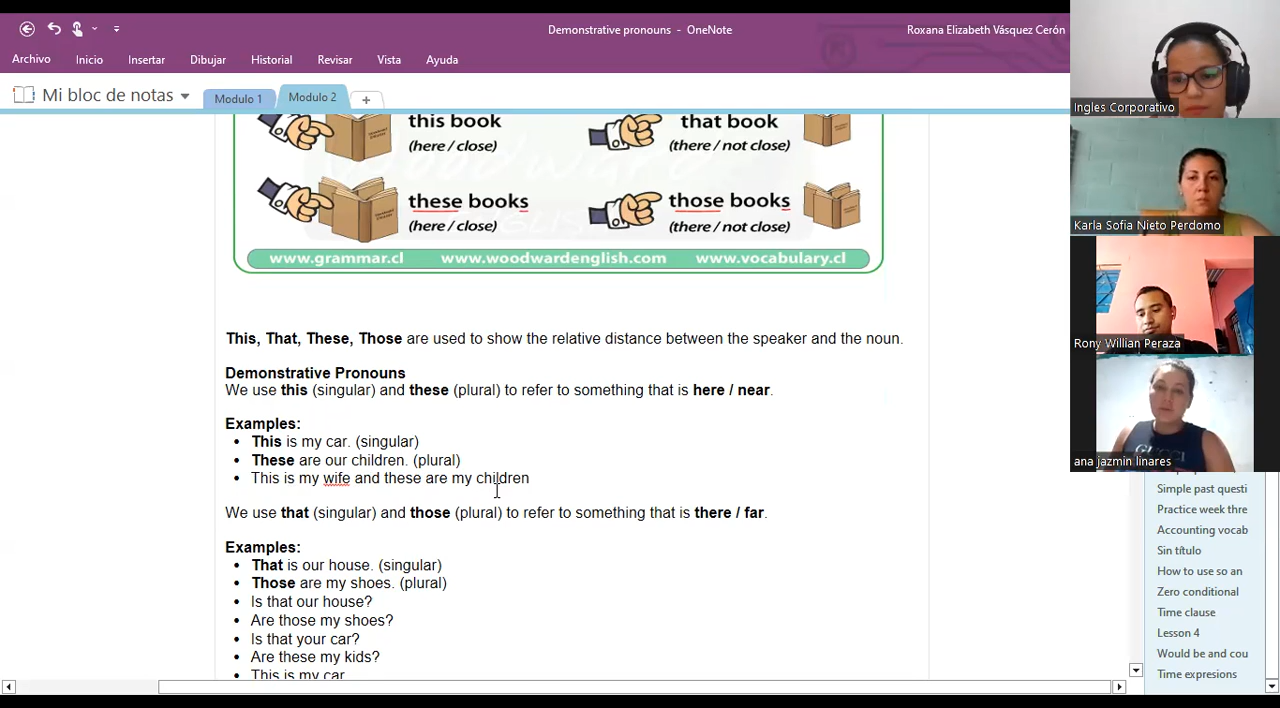 Demonstrative pronouns - OneNote
Roxana Elizabeth Vásquez Cerón
Archivo Inicio Insertar Dibujar Historial Revisar Vista Ayuda
Mi bloc de notas Modulo 1 Modulo 2
this book
(here / close)
that book
(there / not close)
these books
(here / close)
those books
(there / not close)
www.grammar.cl www.woodwardenglish.com www.vocabulary.cl
This, That, These, Those are used to show the relative distance between the speaker and the noun.
Demonstrative Pronouns
We use this (singular) and these (plural) to refer to something that is here / near.
Examples:
• This is my car. (singular)
• These are our children. (plural)
• This is my wife and these are my children
We use that (singular) and those (plural) to refer to something that is there / far.
Examples:
• That is our house. (singular)
• Those are my shoes. (plural)
• Is that our house?
• Are those my shoes?
• Is that your car?
• Are these my kids?
• This is my car
Ingles Corporativo
Karla Sofia Nieto Perdomo
Rony Willian Peraza
ana jazmin linares
Simple past questi
Practice week thre
Accounting vocab
Sin título
How to use so an
Zero conditional
Time clause
Lesson 4
Would be and cou
Time expresions